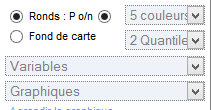 Ronds : P o/n 5 couleurs
Fond de carte 2 Quantile
Variables
Graphiques